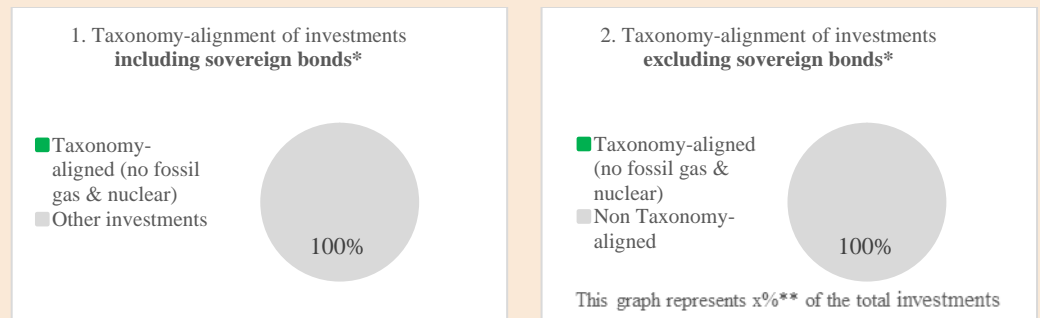 1. Taxonomy-alignment of investments
including sovereign bonds*
Taxonomy-
aligned (no fossil
gas & nuclear)
Other investments
100%
2. Taxonomy-alignment of investments
excluding sovereign bonds*
Taxonomy-aligned
(no fossil gas &
nuclear)
Non Taxonomy-
aligned
100%
This graph represents x%** of the total investments